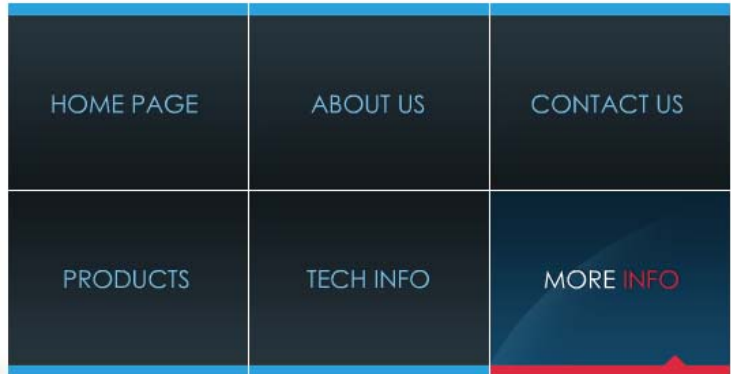 HOME PAGE
ABOUT US
CONTACT US
PRODUCTS
TECH INFO
MORE INFO